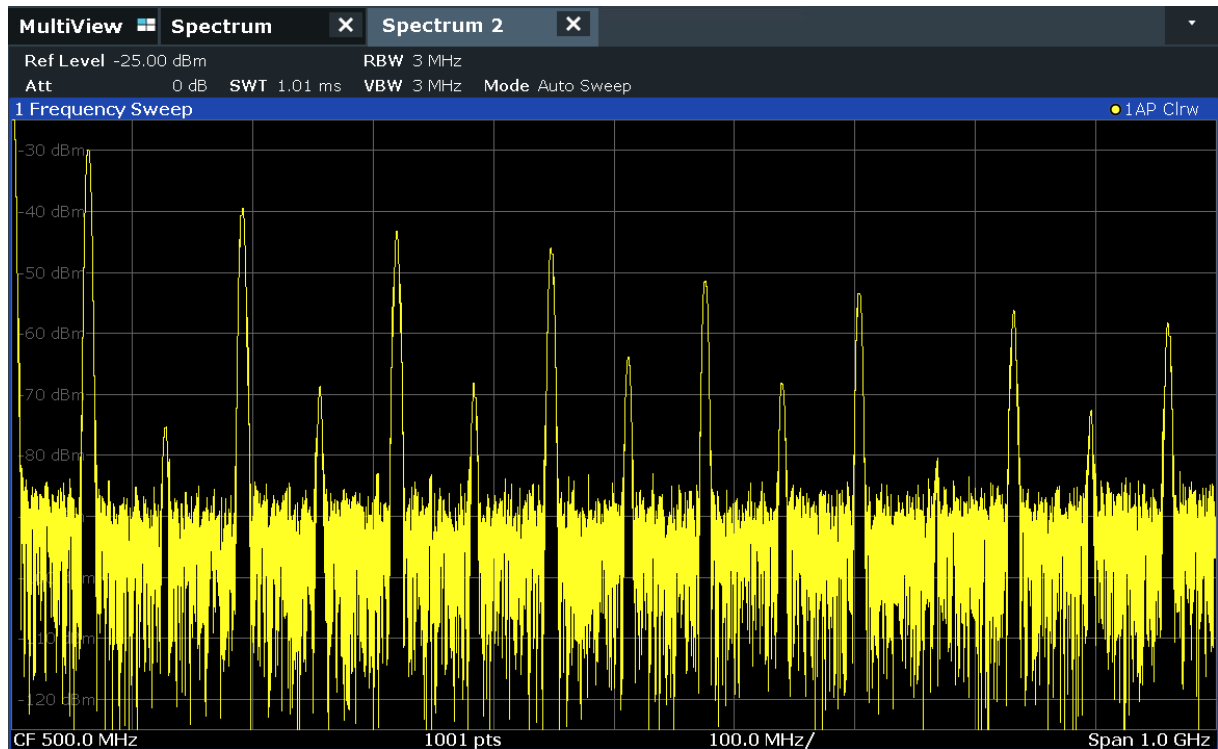 MultiView Spectrum X Spectrum 2 X
Ref Level -25.00 dBm RBW 3 MHz
Att 0 dB SWT 1.01 ms VBW 3 MHz Mode Auto Sweep
1 Frequency Sweep 1AP Clrw
-30 dBm
-40 dBm
-50 dBm
-60 dBm
-70 dBm
-80 dBm
-110 dBm
-120 dBm
CF 500.0 MHz 1001 pts 100.0 MHz/ Span 1.0 GHz